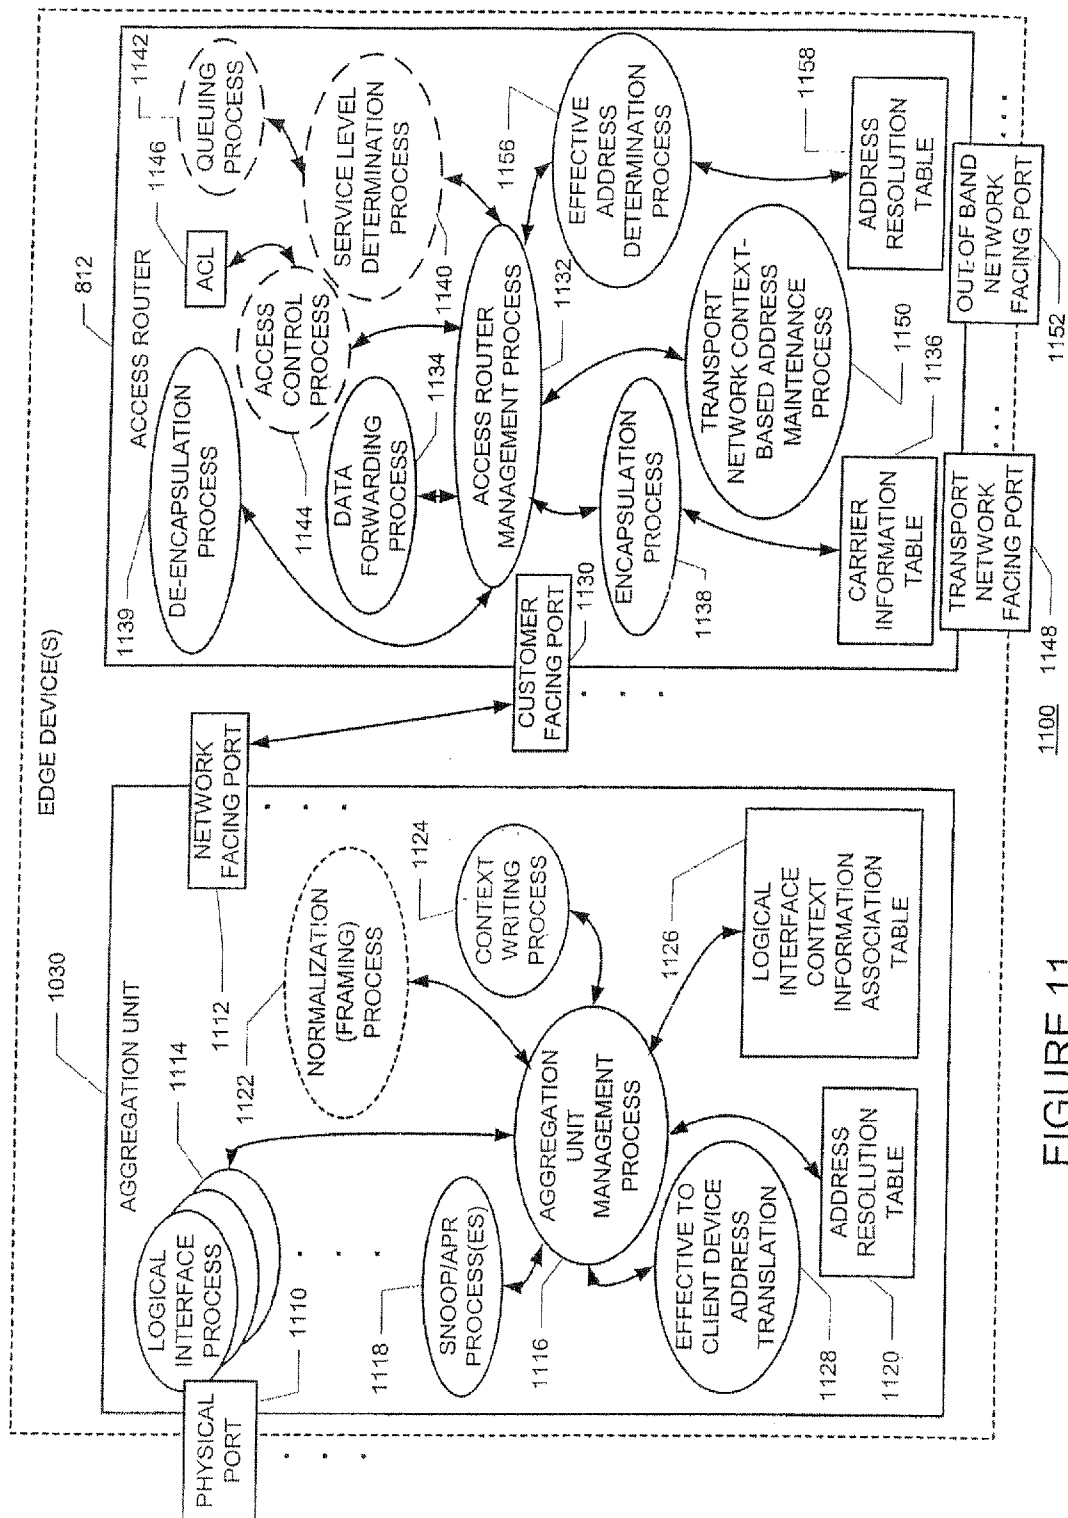 EDGE DEVICE(S)
AGGREGATION UNIT
1030
PHYSICAL
PORT
1110
LOGICAL
INTERFACE
PROCESS
1114
NETWORK
FACING PORT
1112
1122
NORMALIZATION
(FRAMING)
PROCESS
1118
SNOOP/APR
PROCESS(ES)
1124
CONTEXT
WRITING
PROCESS
1116
AGGREGATION
UNIT
MANAGEMENT
PROCESS
1126
LOGICAL
INTERFACE
CONTEXT
INFORMATION
ASSOCIATION
TABLE
EFFECTIVE TO
CLIENT DEVICE
ADDRESS
TRANSLATION
1128
ADDRESS
RESOLUTION
TABLE
1120
ACCESS ROUTER
812
1139
DE-ENCAPSULATION
PROCESS
ACL
1146
QUEUING
PROCESS
1142
1144
ACCESS
CONTROL
PROCESS
SERVICE LEVEL
DETERMINATION
PROCESS
1140
DATA
FORWARDING
PROCESS
1134
ACCESS ROUTER
MANAGEMENT PROCESS
1132
1156
EFFECTIVE
ADDRESS
DETERMINATION
PROCESS
CUSTOMER
FACING PORT
1130
ENCAPSULATION
PROCESS
1138
TRANSPORT
NETWORK CONTEXT-
BASED ADDRESS
MAINTENANCE
PROCESS
1150
1158
ADDRESS
RESOLUTION
TABLE
CARRIER
INFORMATION
TABLE
1136
TRANSPORT
NETWORK
FACING PORT
1148
OUT-OF BAND
NETWORK
FACING PORT
1152
1100
FIGURE 11